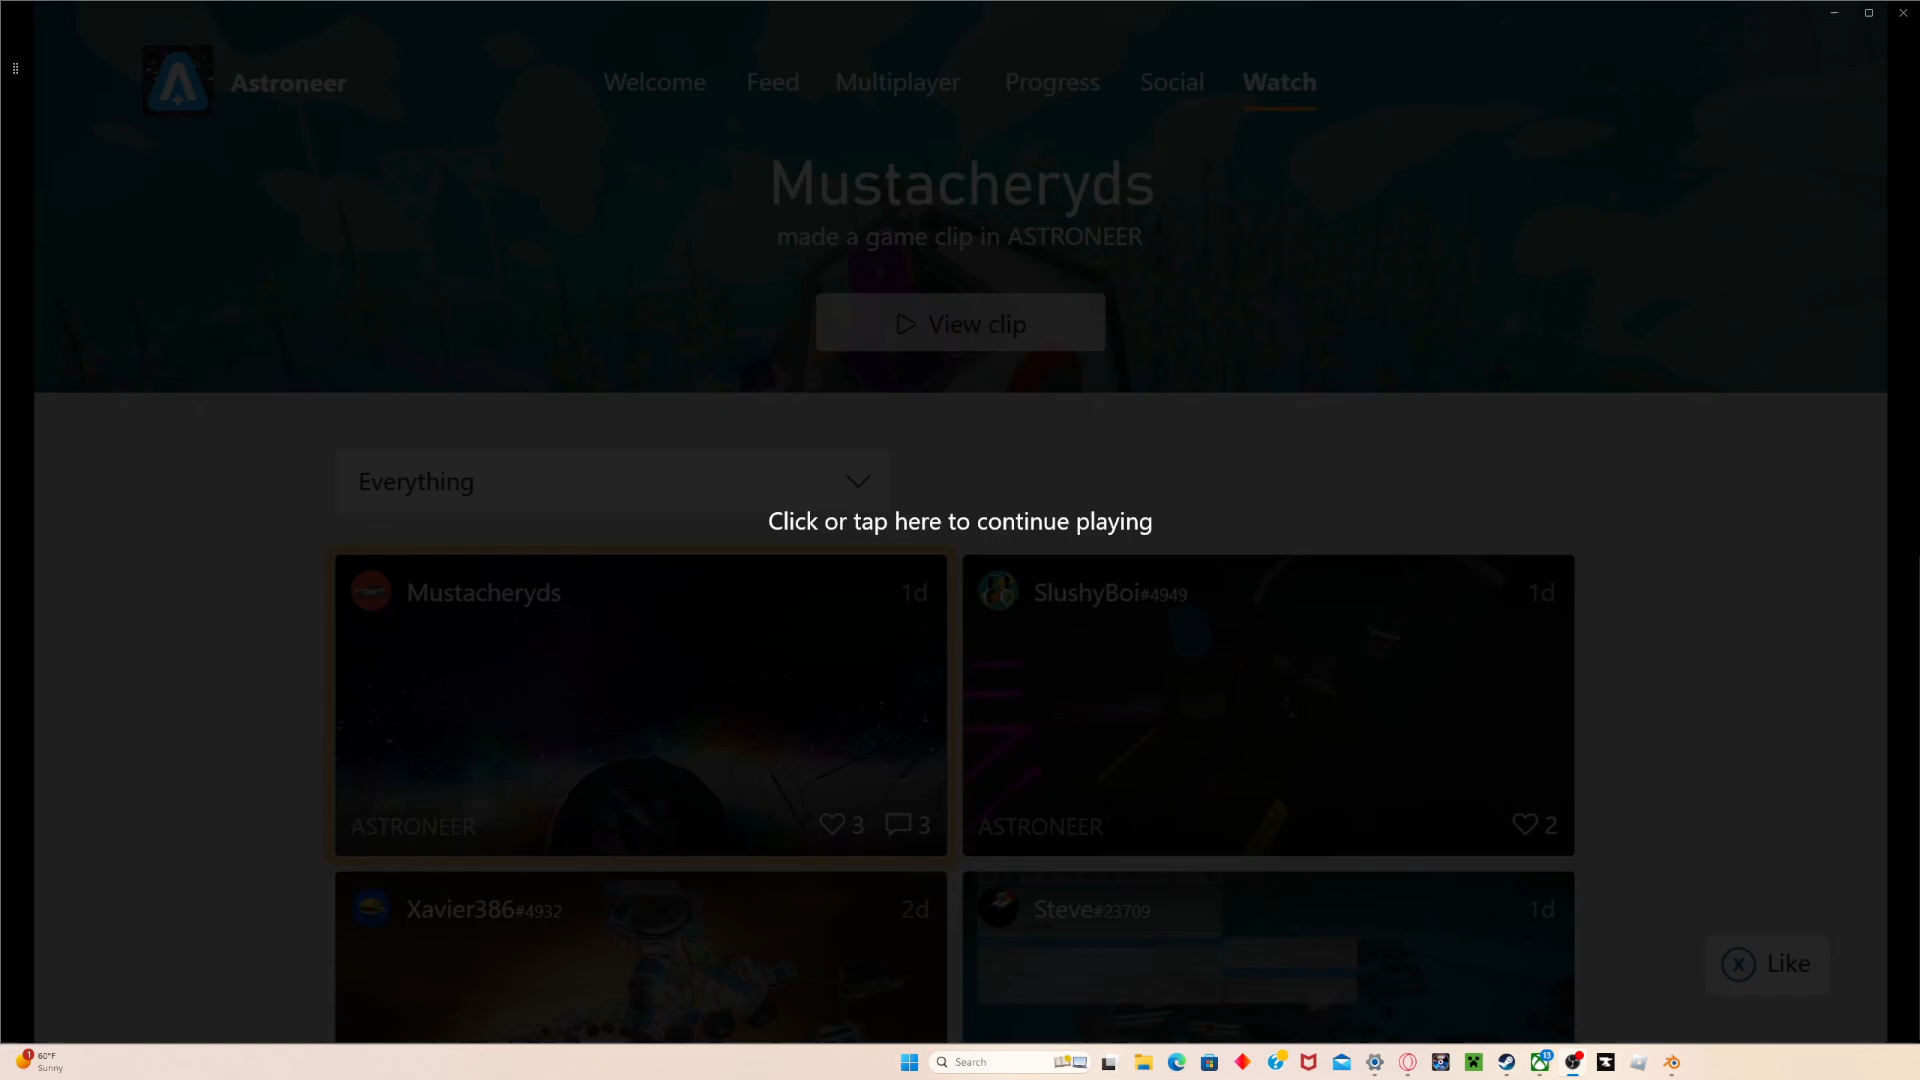 Astroneer
Welcome Feed Multiplayer Progress Social Watch
Mustacheryds
made a game clip in ASTRONEER
View clip
Everything
Click or tap here to continue playing
Mustacheryds 1d
ASTRONEER 3 3
SlushyBoi#4949 1d
ASTRONEER 2
Xavier386#4932 2d
Steve#23709 1d
X Like
1 60°F
Sunny
Search
13